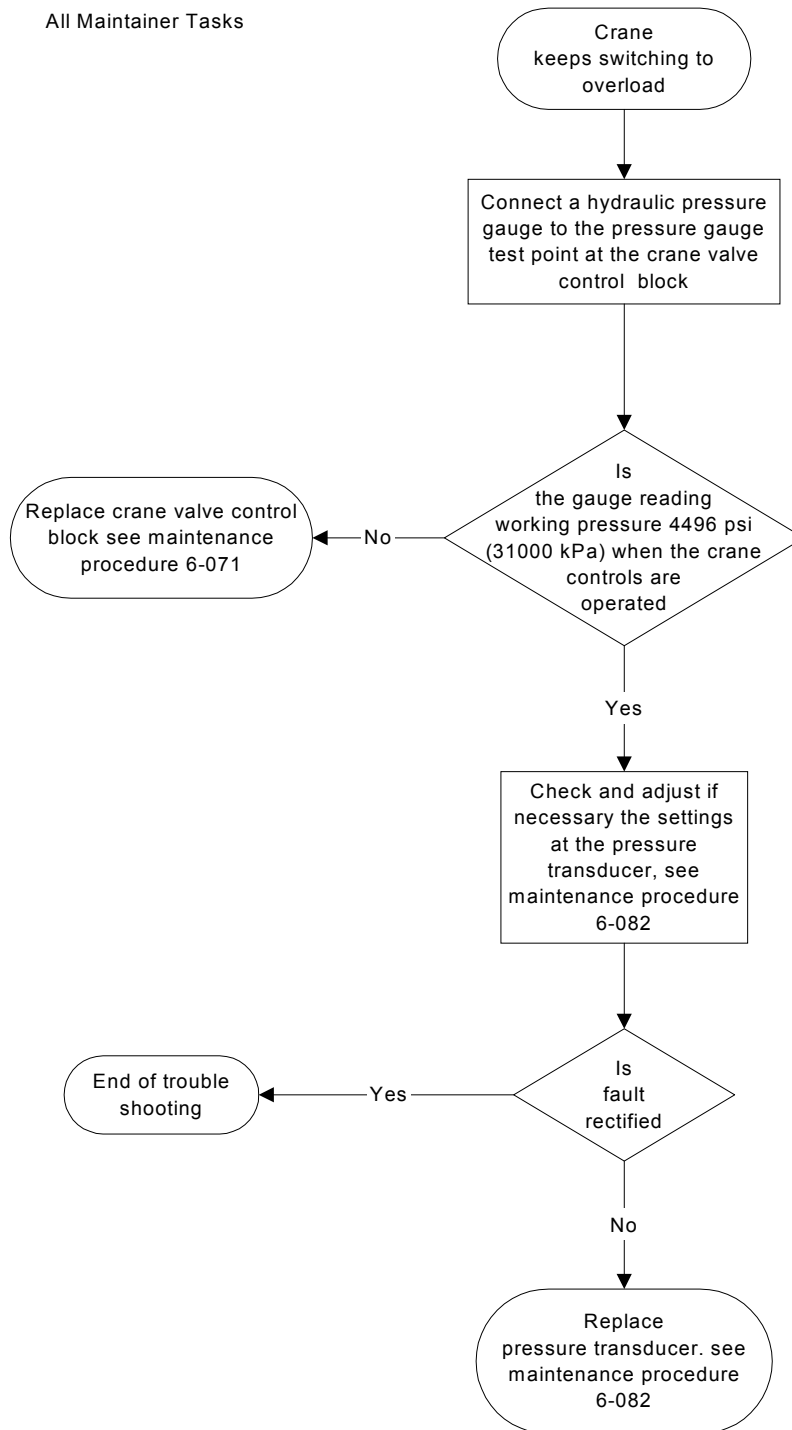 All Maintainer Tasks
Crane
keeps switching to
overload
Connect a hydraulic pressure
gauge to the pressure gauge
test point at the crane valve
control block
Is
the gauge reading
working pressure 4496 psi
(31000 kPa) when the crane
controls are
operated
No
Replace crane valve control
block see maintenance
procedure 6-071
Yes
Check and adjust if
necessary the settings
at the pressure
transducer, see
maintenance procedure
6-082
Is
fault
rectified
Yes
End of trouble
shooting
No
Replace
pressure transducer. see
maintenance procedure
6-082